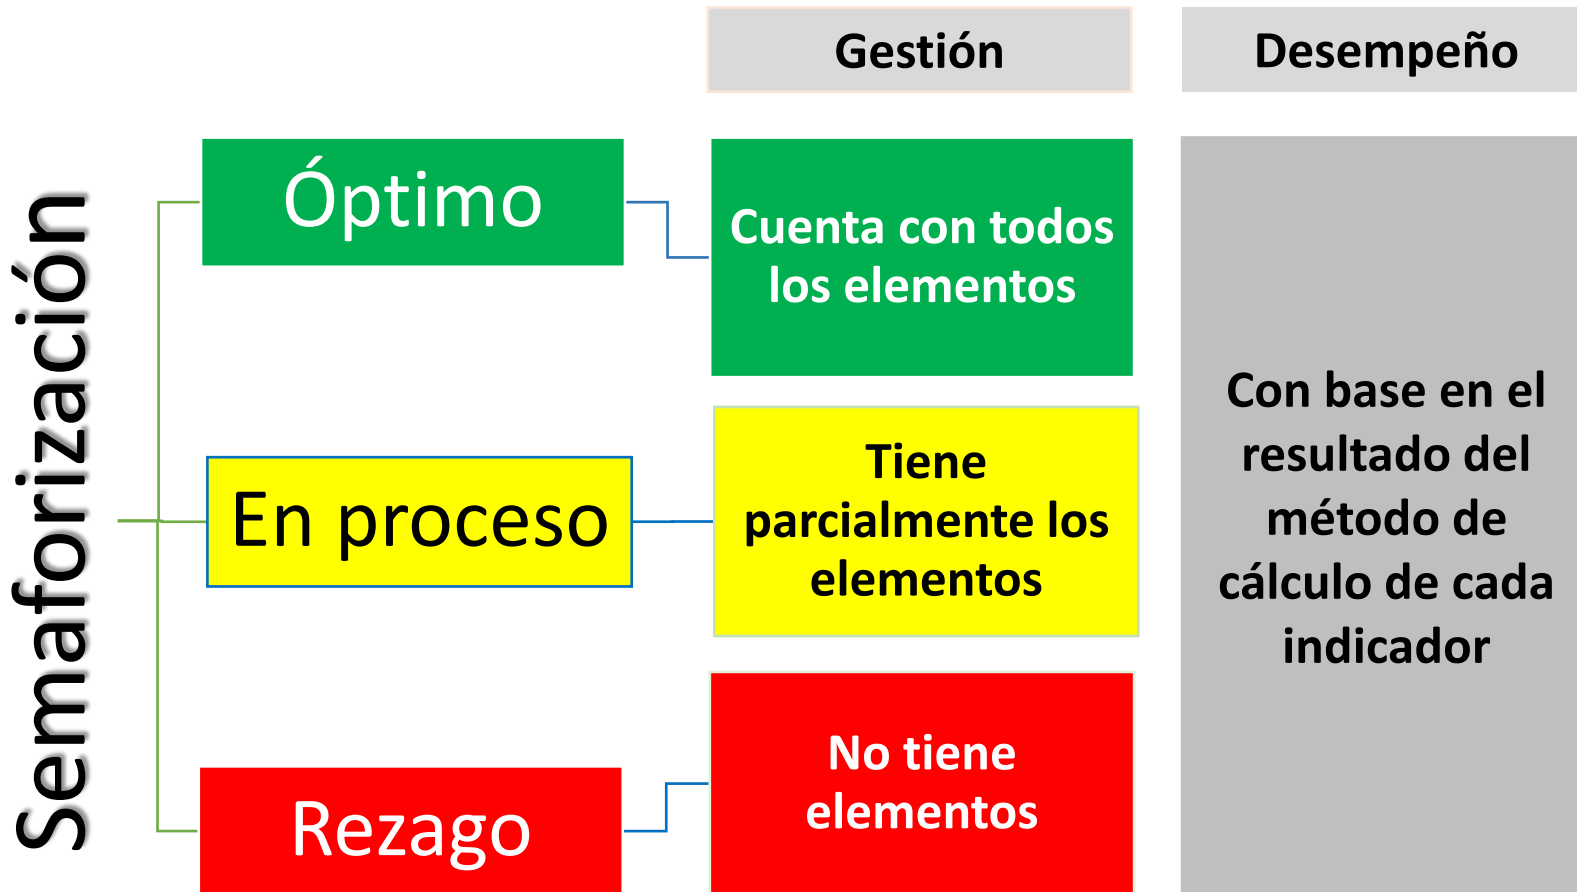 Semaforización
Gestión
Desempeño
Óptimo
Cuenta con todos
los elementos
En proceso
Tiene
parcialmente los
elementos
Rezago
No tiene
elementos
Con base en el
resultado del
método de
cálculo de cada
indicador